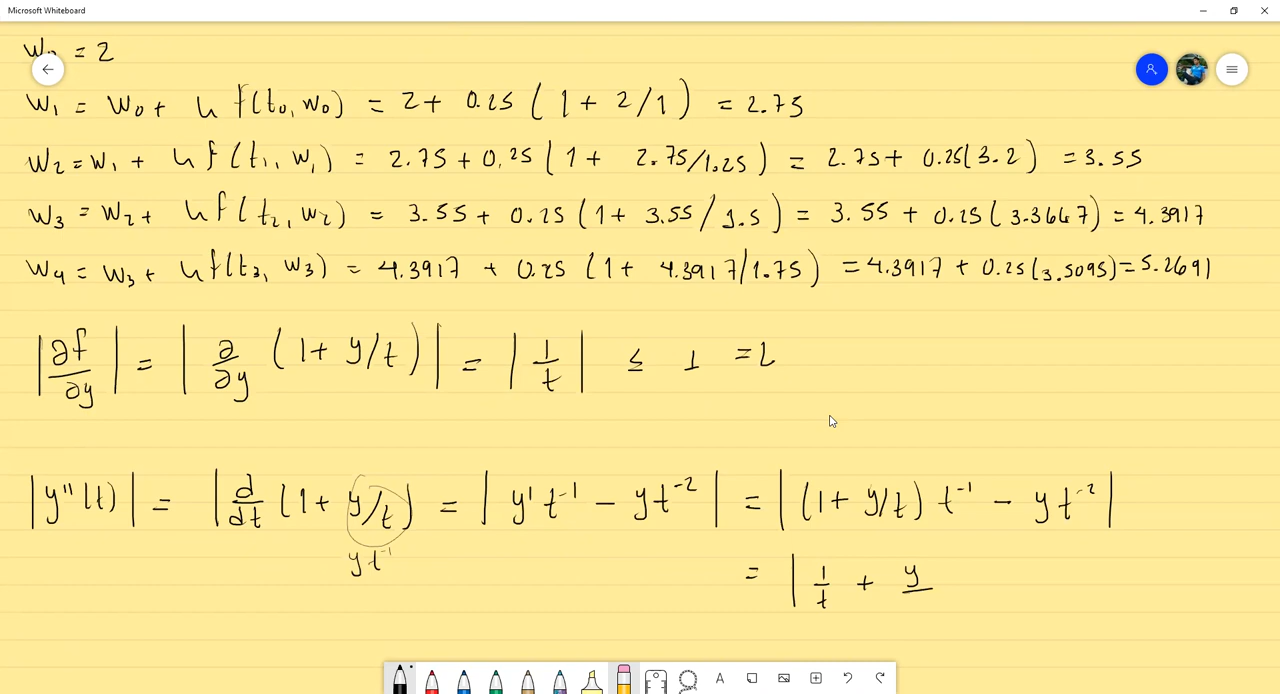 Microsoft Whiteboard
w₀ = 2
w₁ = w₀ + h f(t₀, w₀) = 2 + 0.25 (1 + 2/1) = 2.75
w₂ = w₁ + h f(t₁, w₁) = 2.75 + 0.25 (1 + 2.75/1.25) = 2.75 + 0.25(3.2) = 3.55
w₃ = w₂ + h f(t₂, w₂) = 3.55 + 0.25 (1 + 3.55/1.5) = 3.55 + 0.25(3.3667) = 4.3917
w₄ = w₃ + h f(t₃, w₃) = 4.3917 + 0.25 (1 + 4.3917/1.75) = 4.3917 + 0.25(3.5095) = 5.2691
|∂f/∂y| = |∂/∂y (1 + y/t)| = |1/t| ≤ 1 = L
|y''(t)| = |d/dt (1 + y/t) = |y' t⁻¹ − y t⁻²| = |(1 + y/t) t⁻¹ − y t⁻²|
y t⁻¹
= |1/t + y
A